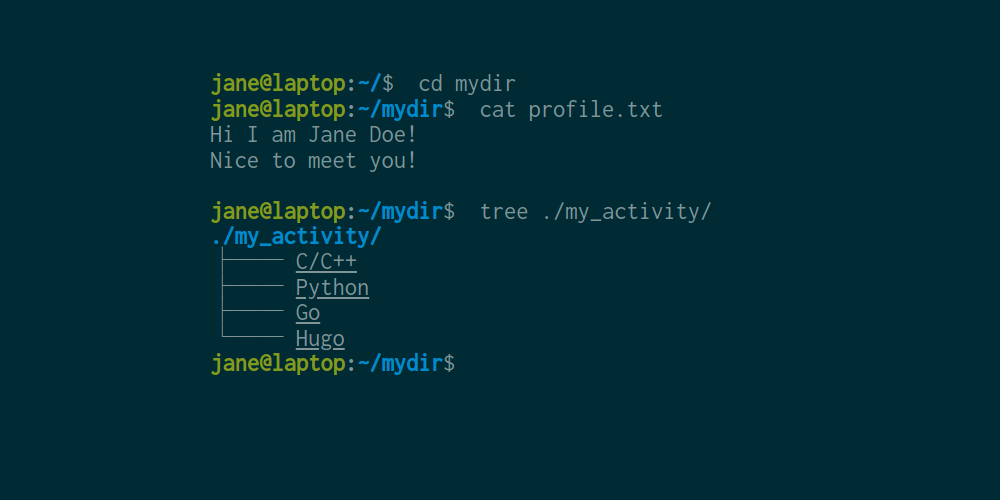 jane@laptop:~/$ cd mydir
jane@laptop:~/mydir$ cat profile.txt
Hi I am Jane Doe!
Nice to meet you!
jane@laptop:~/mydir$ tree ./my_activity/
./my_activity/
├──── C/C++
├──── Python
├──── Go
└──── Hugo
jane@laptop:~/mydir$